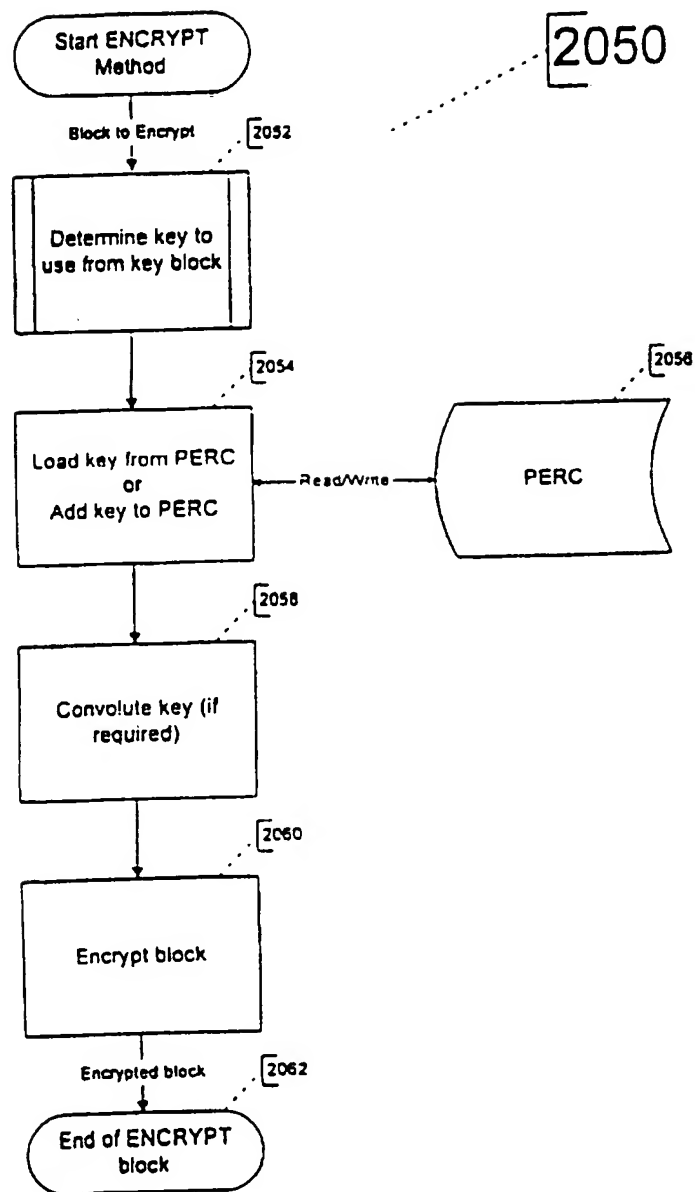 Start ENCRYPT
Method
2050
Block to Encrypt
2052
Determine key to
use from key block
2054
2056
Load key from PERC
or
Add key to PERC
Read/Write
PERC
2058
Convolute key (if
required)
2060
Encrypt block
Encrypted block
2062
End of ENCRYPT
block